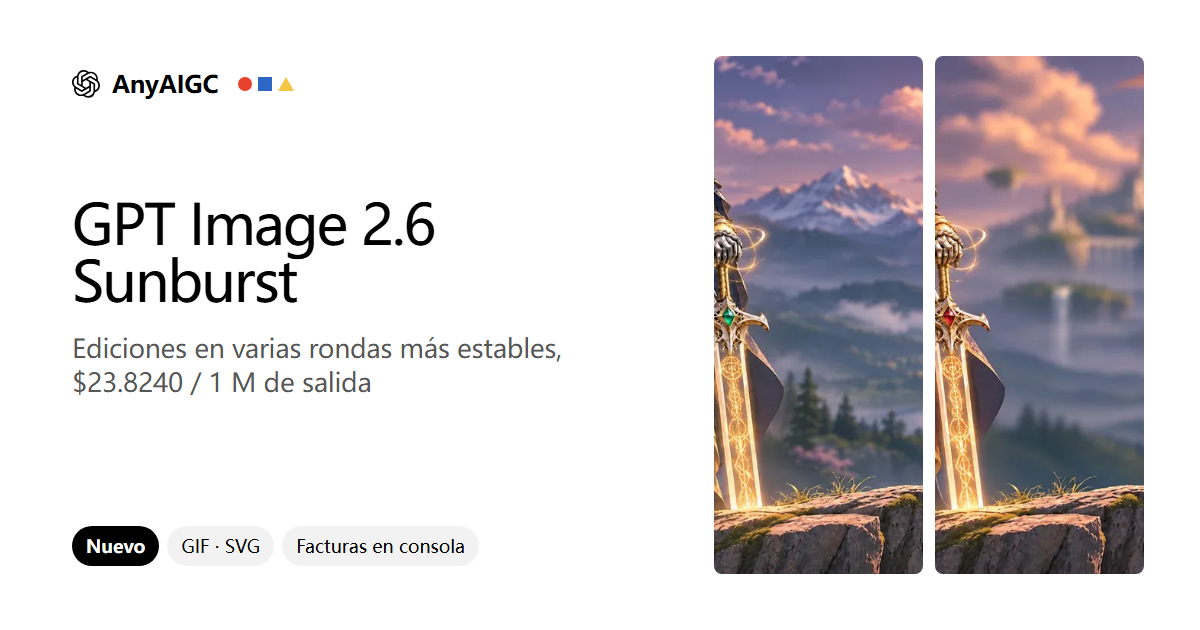 AnyAIGC
GPT Image 2.6
Sunburst
Ediciones en varias rondas más estables,
$23.8240 / 1 M de salida
Nuevo
GIF · SVG
Facturas en consola